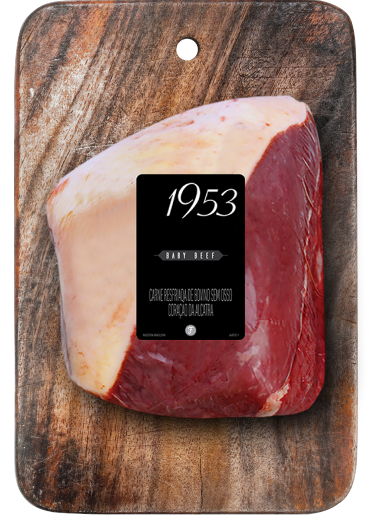 1953
BABY BEEF
CARNE RESFRIADA DE BOVINO SEM OSSO
CORAÇÃO DA ALCATRA